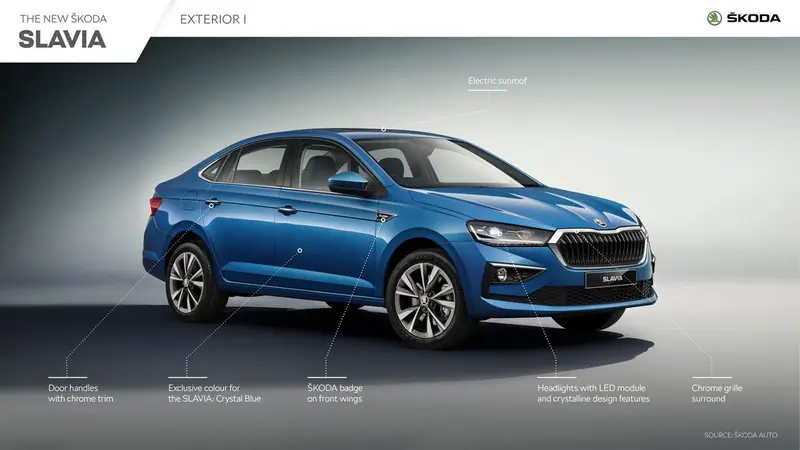 THE NEW ŠKODA
SLAVIA
EXTERIOR I
ŠKODA
Electric sunroof
SLAVIA
Door handles
with chrome trim
Exclusive colour for
the SLAVIA: Crystal Blue
ŠKODA badge
on front wings
Headlights with LED module
and crystalline design features
Chrome grille
surround
SOURCE: ŠKODA AUTO